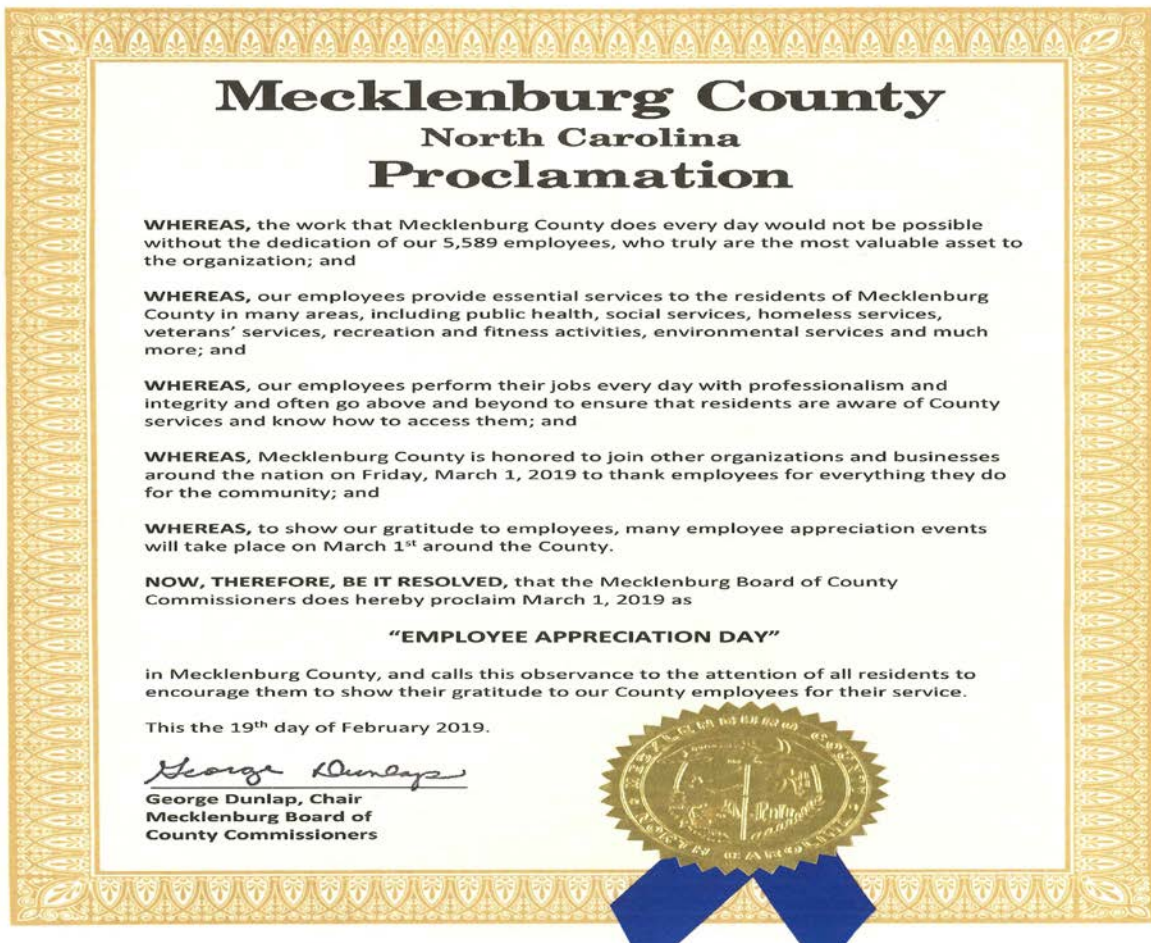 Mecklenburg County
North Carolina
Proclamation
WHEREAS, the work that Mecklenburg County does every day would not be possible
without the dedication of our 5,589 employees, who truly are the most valuable asset to
the organization; and
WHEREAS, our employees provide essential services to the residents of Mecklenburg
County in many areas, including public health, social services, homeless services,
veterans’ services, recreation and fitness activities, environmental services and much
more; and
WHEREAS, our employees perform their jobs every day with professionalism and
integrity and often go above and beyond to ensure that residents are aware of County
services and know how to access them; and
WHEREAS, Mecklenburg County is honored to join other organizations and businesses
around the nation on Friday, March 1, 2019 to thank employees for everything they do
for the community; and
WHEREAS, to show our gratitude to employees, many employee appreciation events
will take place on March 1st around the County.
NOW, THEREFORE, BE IT RESOLVED, that the Mecklenburg Board of County
Commissioners does hereby proclaim March 1, 2019 as
“EMPLOYEE APPRECIATION DAY”
in Mecklenburg County, and calls this observance to the attention of all residents to
encourage them to show their gratitude to our County employees for their service.
This the 19th day of February 2019.
George Dunlap
George Dunlap, Chair
Mecklenburg Board of
County Commissioners
MECKLENBURG COUNTY
NORTH CAROLINA